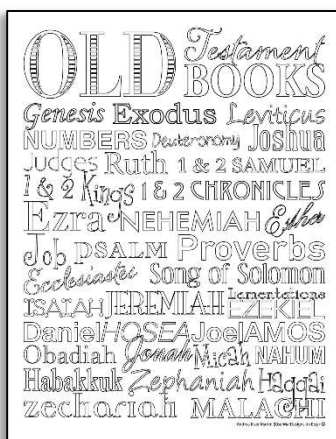 OLD Testament
BOOKS
Genesis Exodus Leviticus
NUMBERS Deuteronomy Joshua
Judges Ruth 1 & 2 SAMUEL
1 & 2 Kings 1 & 2 CHRONICLES
Ezra NEHEMIAH Esther
Job PSALM Proverbs
Ecclesiastes Song of Solomon
ISAIAH JEREMIAH Lamentations
EZEKIEL
Daniel HOSEA Joel AMOS
Obadiah Jonah Micah NAHUM
Habakkuk Zephaniah Haggai
zechariah MALACHI